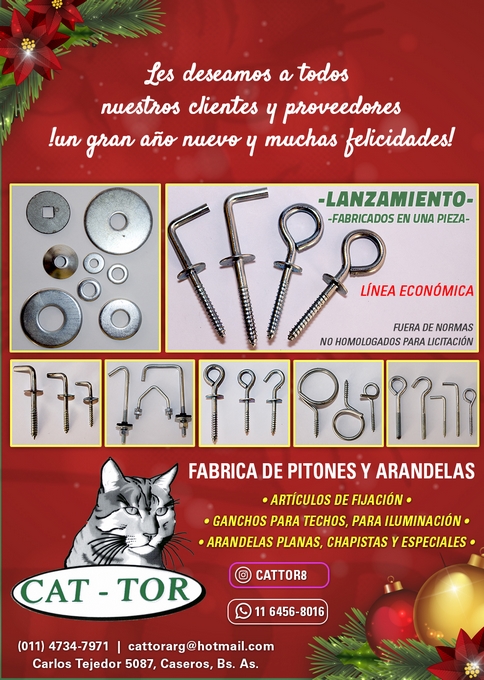 Les deseamos a todos
nuestros clientes y proveedores
!un gran año nuevo y muchas felicidades!
-LANZAMIENTO-
-FABRICADOS EN UNA PIEZA-
LÍNEA ECONÓMICA
FUERA DE NORMAS
NO HOMOLOGADOS PARA LICITACIÓN
FABRICA DE PITONES Y ARANDELAS
• ARTÍCULOS DE FIJACIÓN •
• GANCHOS PARA TECHOS, PARA ILUMINACIÓN •
• ARANDELAS PLANAS, CHAPISTAS Y ESPECIALES •
CAT - TOR
CATTOR8
11 6456-8016
(011) 4734-7971 | cattorarg@hotmail.com
Carlos Tejedor 5087, Caseros, Bs. As.